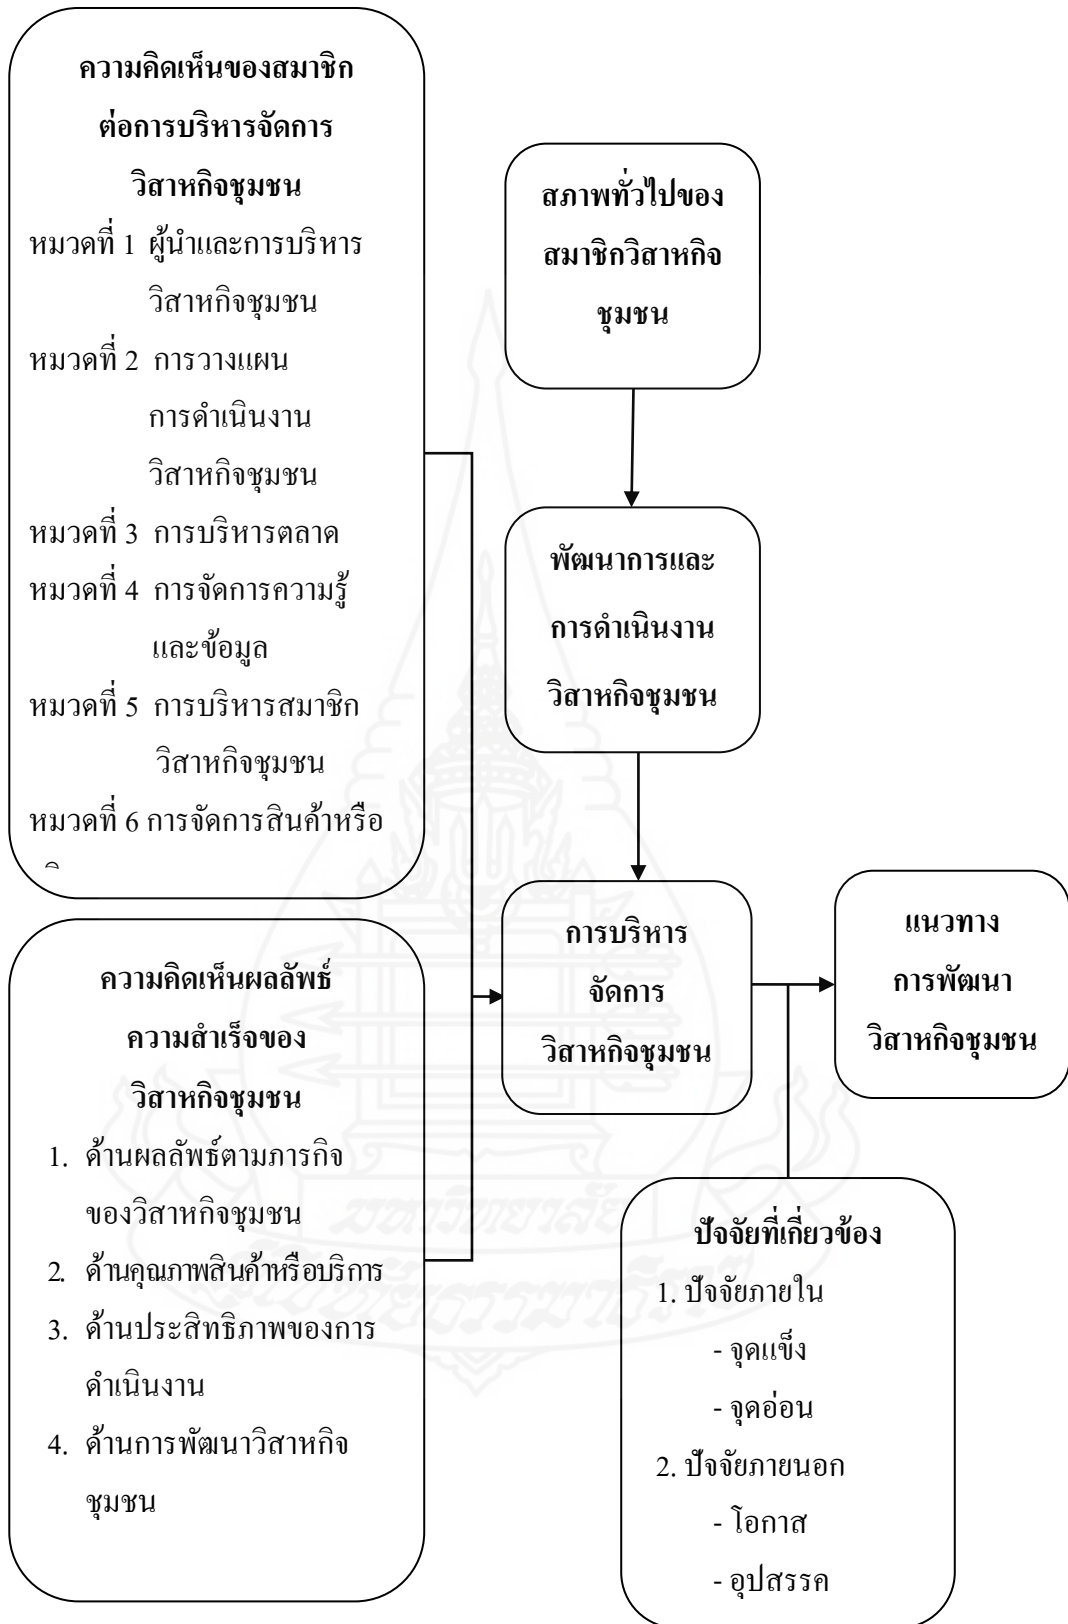 ความคิดเห็นของสมาชิก
ต่อการบริหารจัดการ
วิสาหกิจชุมชน
หมวดที่ 1 ผู้นำและการบริหาร
วิสาหกิจชุมชน
หมวดที่ 2 การวางแผน
การดำเนินงาน
วิสาหกิจชุมชน
หมวดที่ 3 การบริหารตลาด
หมวดที่ 4 การจัดการความรู้
และข้อมูล
หมวดที่ 5 การบริหารสมาชิก
วิสาหกิจชุมชน
หมวดที่ 6 การจัดการสินค้าหรือ
สภาพทั่วไปของ
สมาชิกวิสาหกิจ
ชุมชน
พัฒนาการและ
การดำเนินงาน
วิสาหกิจชุมชน
การบริหาร
จัดการ
วิสาหกิจชุมชน
แนวทาง
การพัฒนา
วิสาหกิจชุมชน
ความคิดเห็นผลลัพธ์
ความสำเร็จของ
วิสาหกิจชุมชน
1. ด้านผลลัพธ์ตามภารกิจ
ของวิสาหกิจชุมชน
2. ด้านคุณภาพสินค้าหรือบริการ
3. ด้านประสิทธิภาพของการ
ดำเนินงาน
4. ด้านการพัฒนาวิสาหกิจ
ชุมชน
ปัจจัยที่เกี่ยวข้อง
1. ปัจจัยภายใน
- จุดแข็ง
- จุดอ่อน
2. ปัจจัยภายนอก
- โอกาส
- อุปสรรค
มหาวิทยาลัย
สุโขทัยธรรมาธิราช